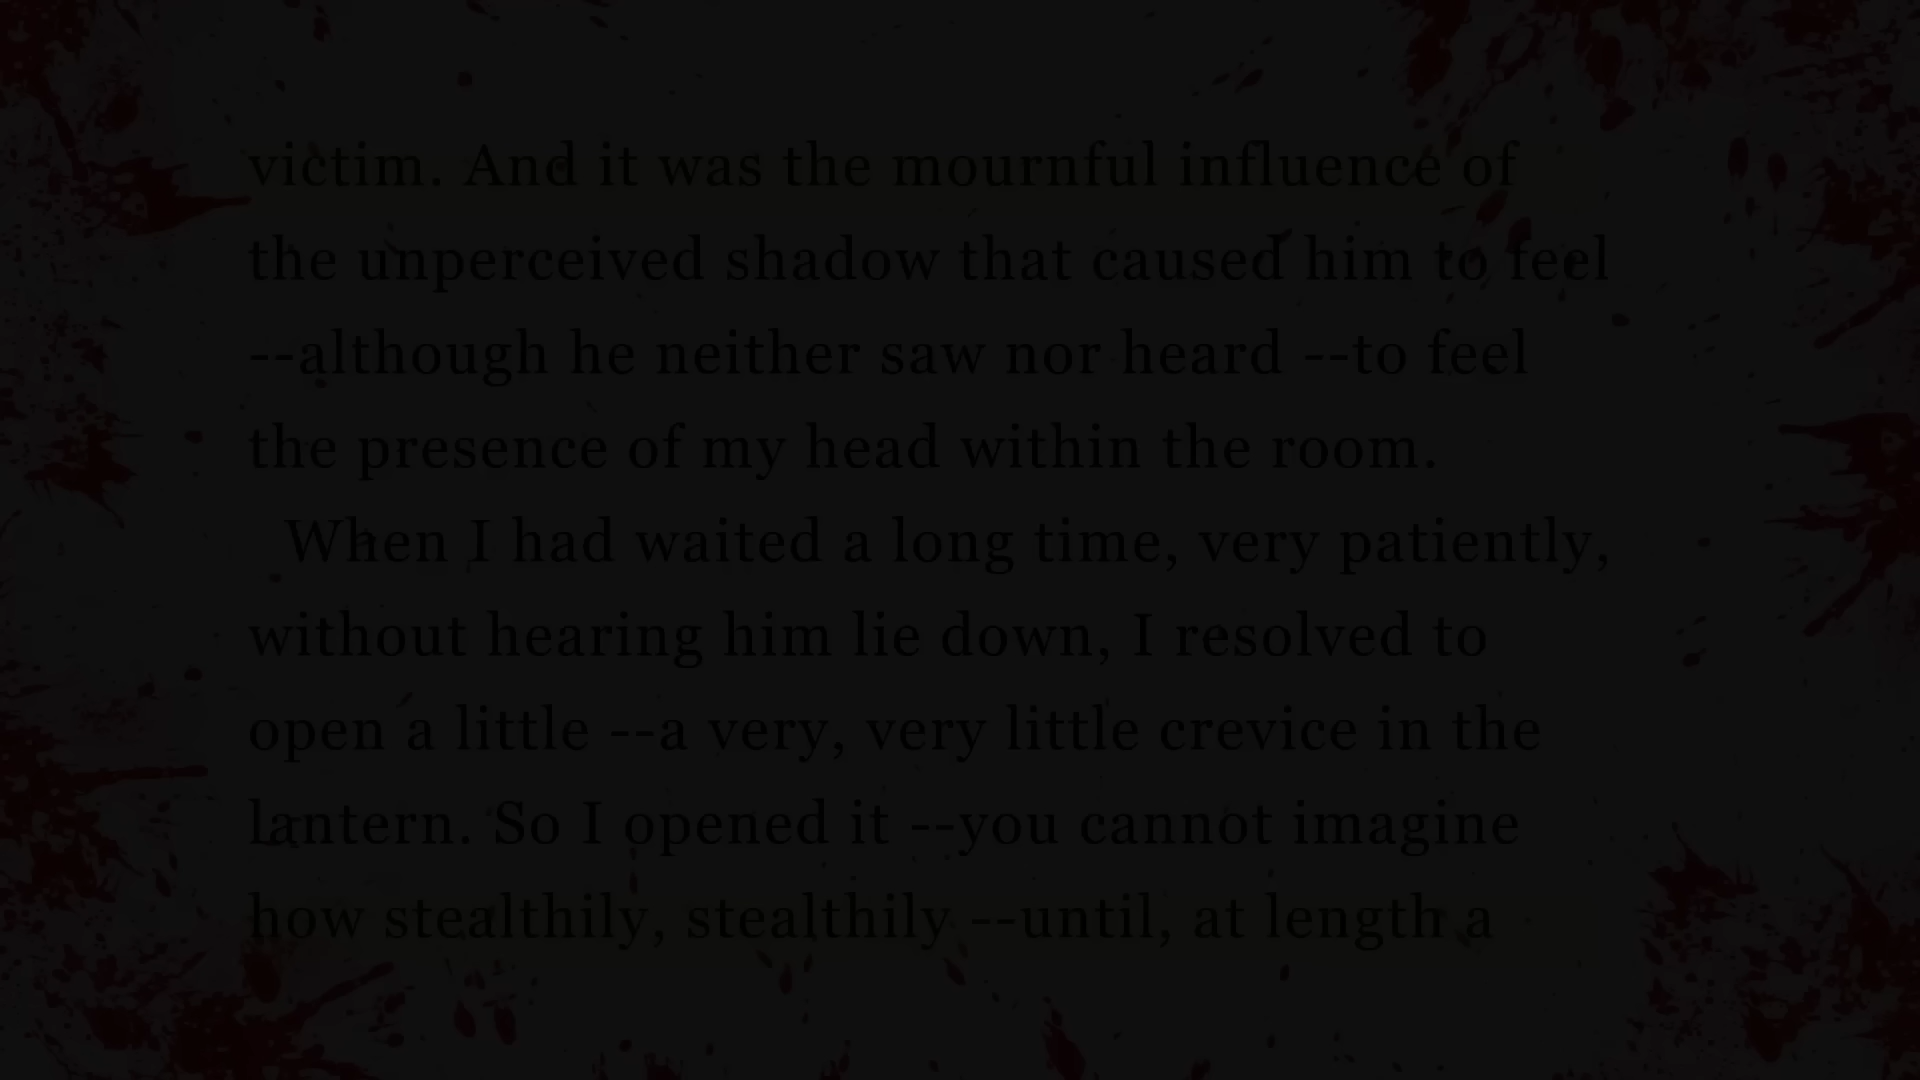 victim. And it was the mournful influence of
the unperceived shadow that caused him to feel
--although he neither saw nor heard --to feel
the presence of my head within the room.
When I had waited a long time, very patiently,
without hearing him lie down, I resolved to
open a little --a very, very little crevice in the
lantern. So I opened it --you cannot imagine
how stealthily, stealthily --until, at length a